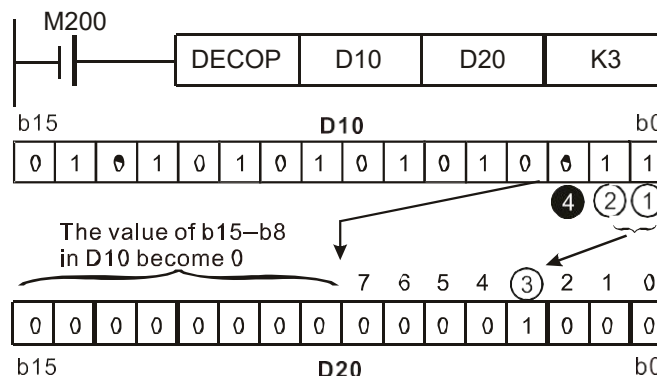 M200
DECOP D10 D20 K3
b15 D10 b0
0 1 0 1 0 1 0 1 0 1 0 1 0 0 1 1
4 2 1
The value of b15–b8
in D10 become 0
7 6 5 4 3 2 1 0
0 0 0 0 0 0 0 0 0 0 0 0 1 0 0 0
b15 D20 b0